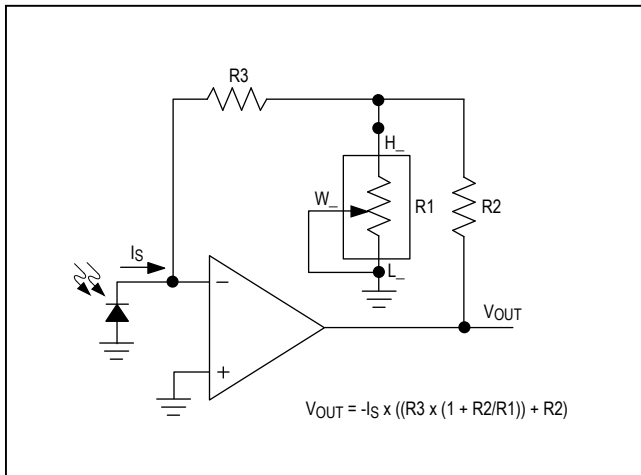 R3
H_
W_
R1
R2
L_
IS
−
+
VOUT
VOUT = -IS x ((R3 x (1 + R2/R1)) + R2)